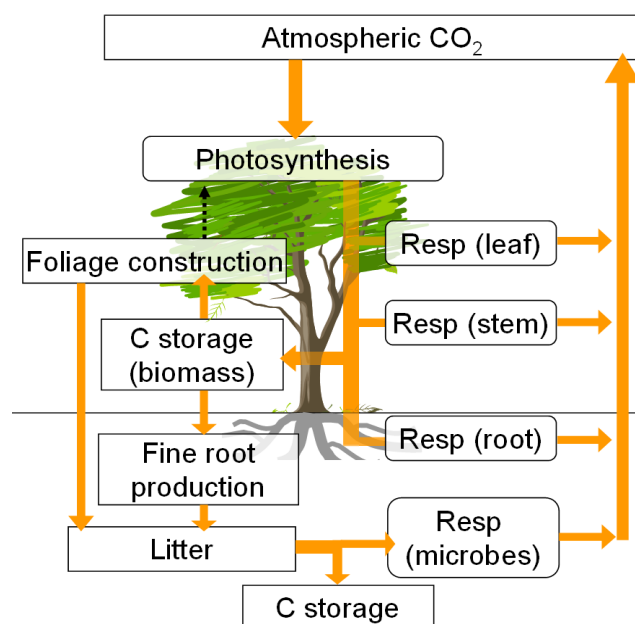 Atmospheric CO₂
Photosynthesis
Resp (leaf)
Foliage construction
Resp (stem)
C storage
(biomass)
Resp (root)
Fine root
production
Resp
(microbes)
Litter
C storage